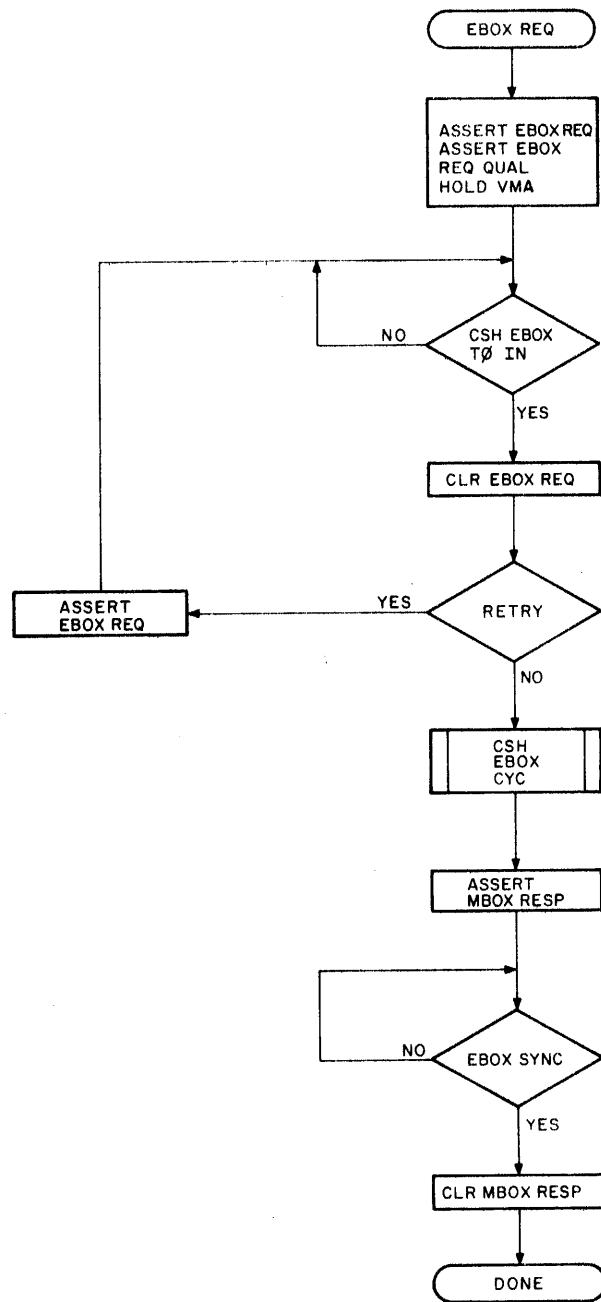 EBOX REQ
ASSERT EBOX REQ
ASSERT EBOX
REQ QUAL
HOLD VMA
NO
CSH EBOX
TØ IN
YES
CLR EBOX REQ
ASSERT
EBOX REQ
YES
RETRY
NO
CSH
EBOX
CYC
ASSERT
MBOX RESP
NO
EBOX SYNC
YES
CLR MBOX RESP
DONE